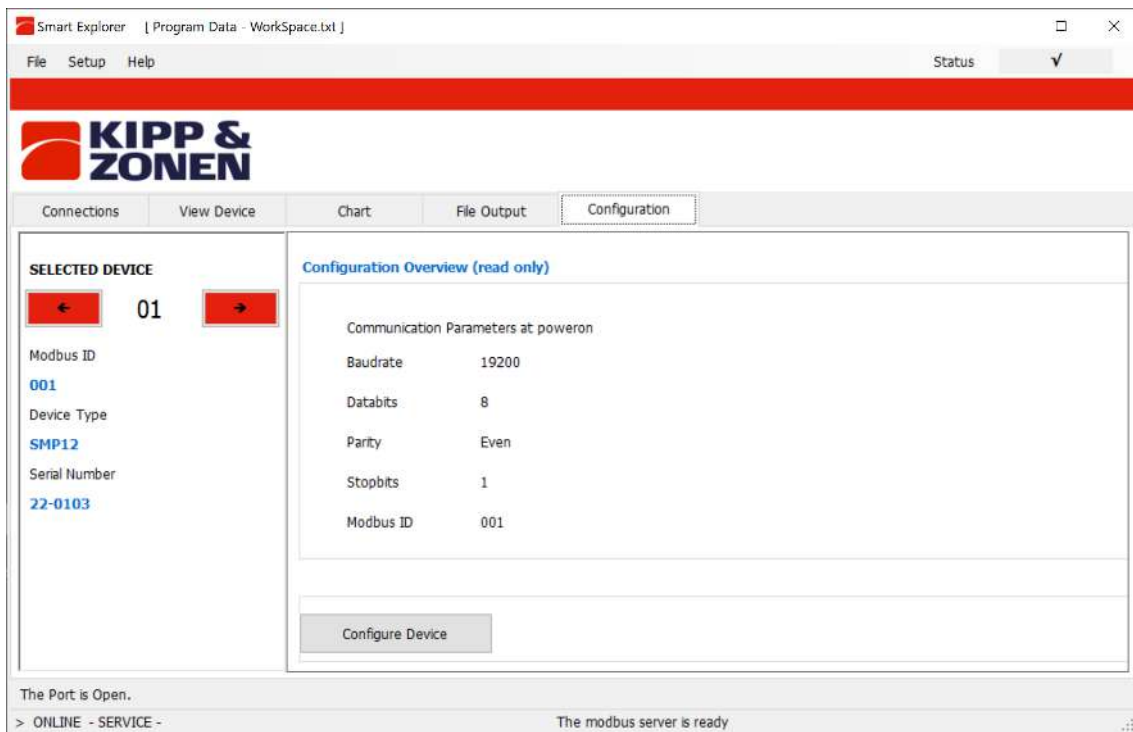 Smart Explorer [ Program Data - WorkSpace.txt ]
File Setup Help Status √
KIPP &
ZONEN
Connections View Device Chart File Output Configuration
SELECTED DEVICE
01
Modbus ID
001
Device Type
SMP12
Serial Number
22-0103
Configuration Overview (read only)
Communication Parameters at poweron
Baudrate 19200
Databits 8
Parity Even
Stopbits 1
Modbus ID 001
Configure Device
The Port is Open.
> ONLINE - SERVICE - The modbus server is ready